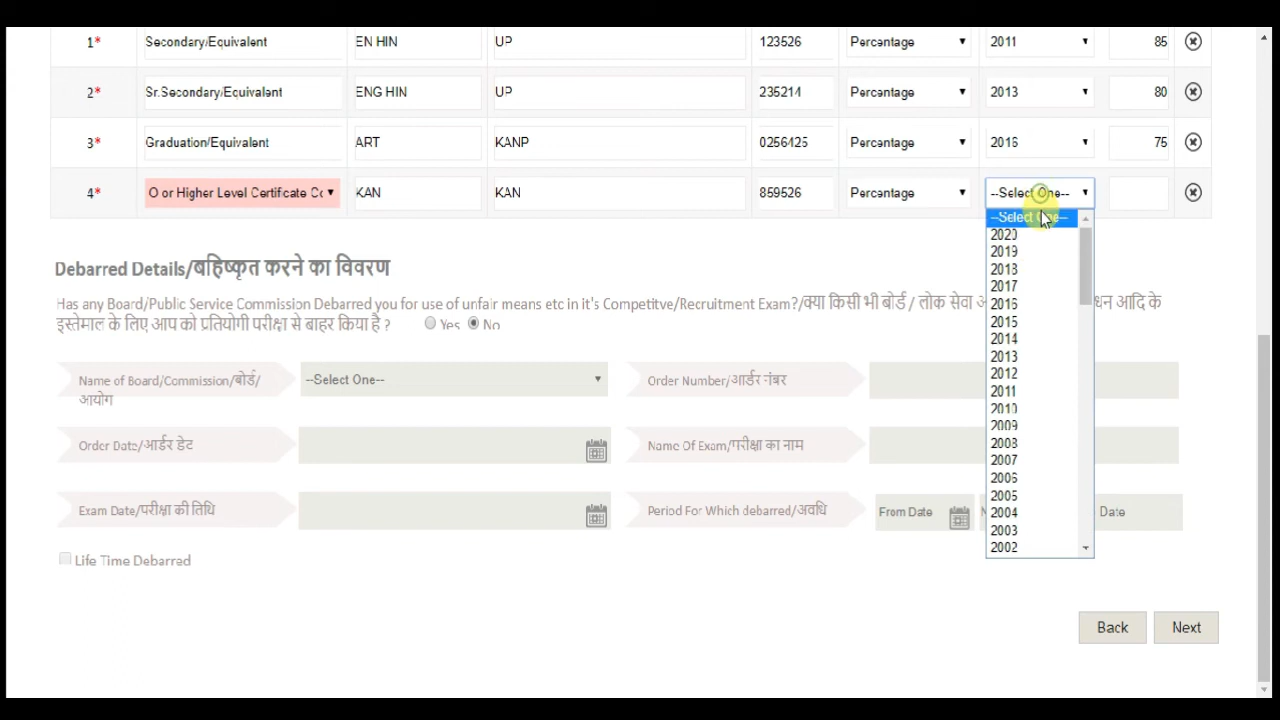 1* Secondary/Equivalent EN HIN UP 123526 Percentage 2011 85
2* Sr.Secondary/Equivalent ENG HIN UP 235214 Percentage 2013 80
3* Graduation/Equivalent ART KANP 0256425 Percentage 2016 75
4* O or Higher Level Certificate Cc KAN KAN 859526 Percentage --Select One--
--Select One--
2020
2019
2018
2017
2016
2015
2014
2013
2012
2011
2010
2009
2008
2007
2006
2005
2004
2003
2002
Debarred Details/बहिष्कृत करने का विवरण
Has any Board/Public Service Commission Debarred you for use of unfair means etc in it's Competitve/Recruitment Exam?/क्या किसी भी बोर्ड / लोक सेवा धन आदि के
इस्तेमाल के लिए आप को प्रतियोगी परीक्षा से बाहर किया है ? Yes No
Name of Board/Commission/बोर्ड/
आयोग
--Select One--
Order Number/आर्डर नंबर
Order Date/आर्डर डेट
Name Of Exam/परीक्षा का नाम
Exam Date/परीक्षा की तिथि
Period For Which debarred/अवधि
From Date
Date
Life Time Debarred
Back Next